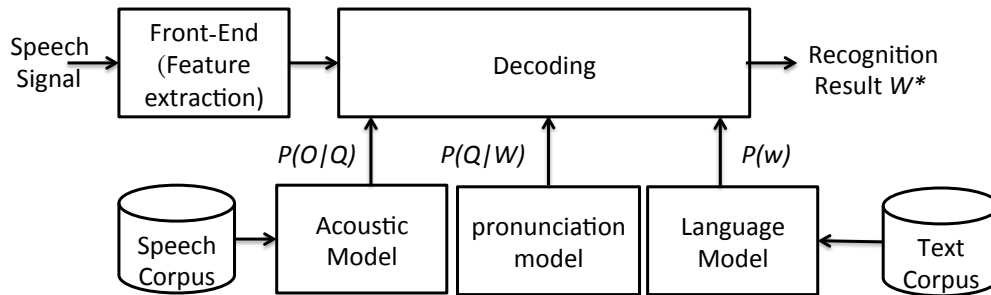 Speech
Signal
Front-End
(Feature
extraction)
Decoding
Recognition
Result W*
P(O|Q)
P(Q|W)
P(w)
Speech
Corpus
Acoustic
Model
pronunciation
model
Language
Model
Text
Corpus